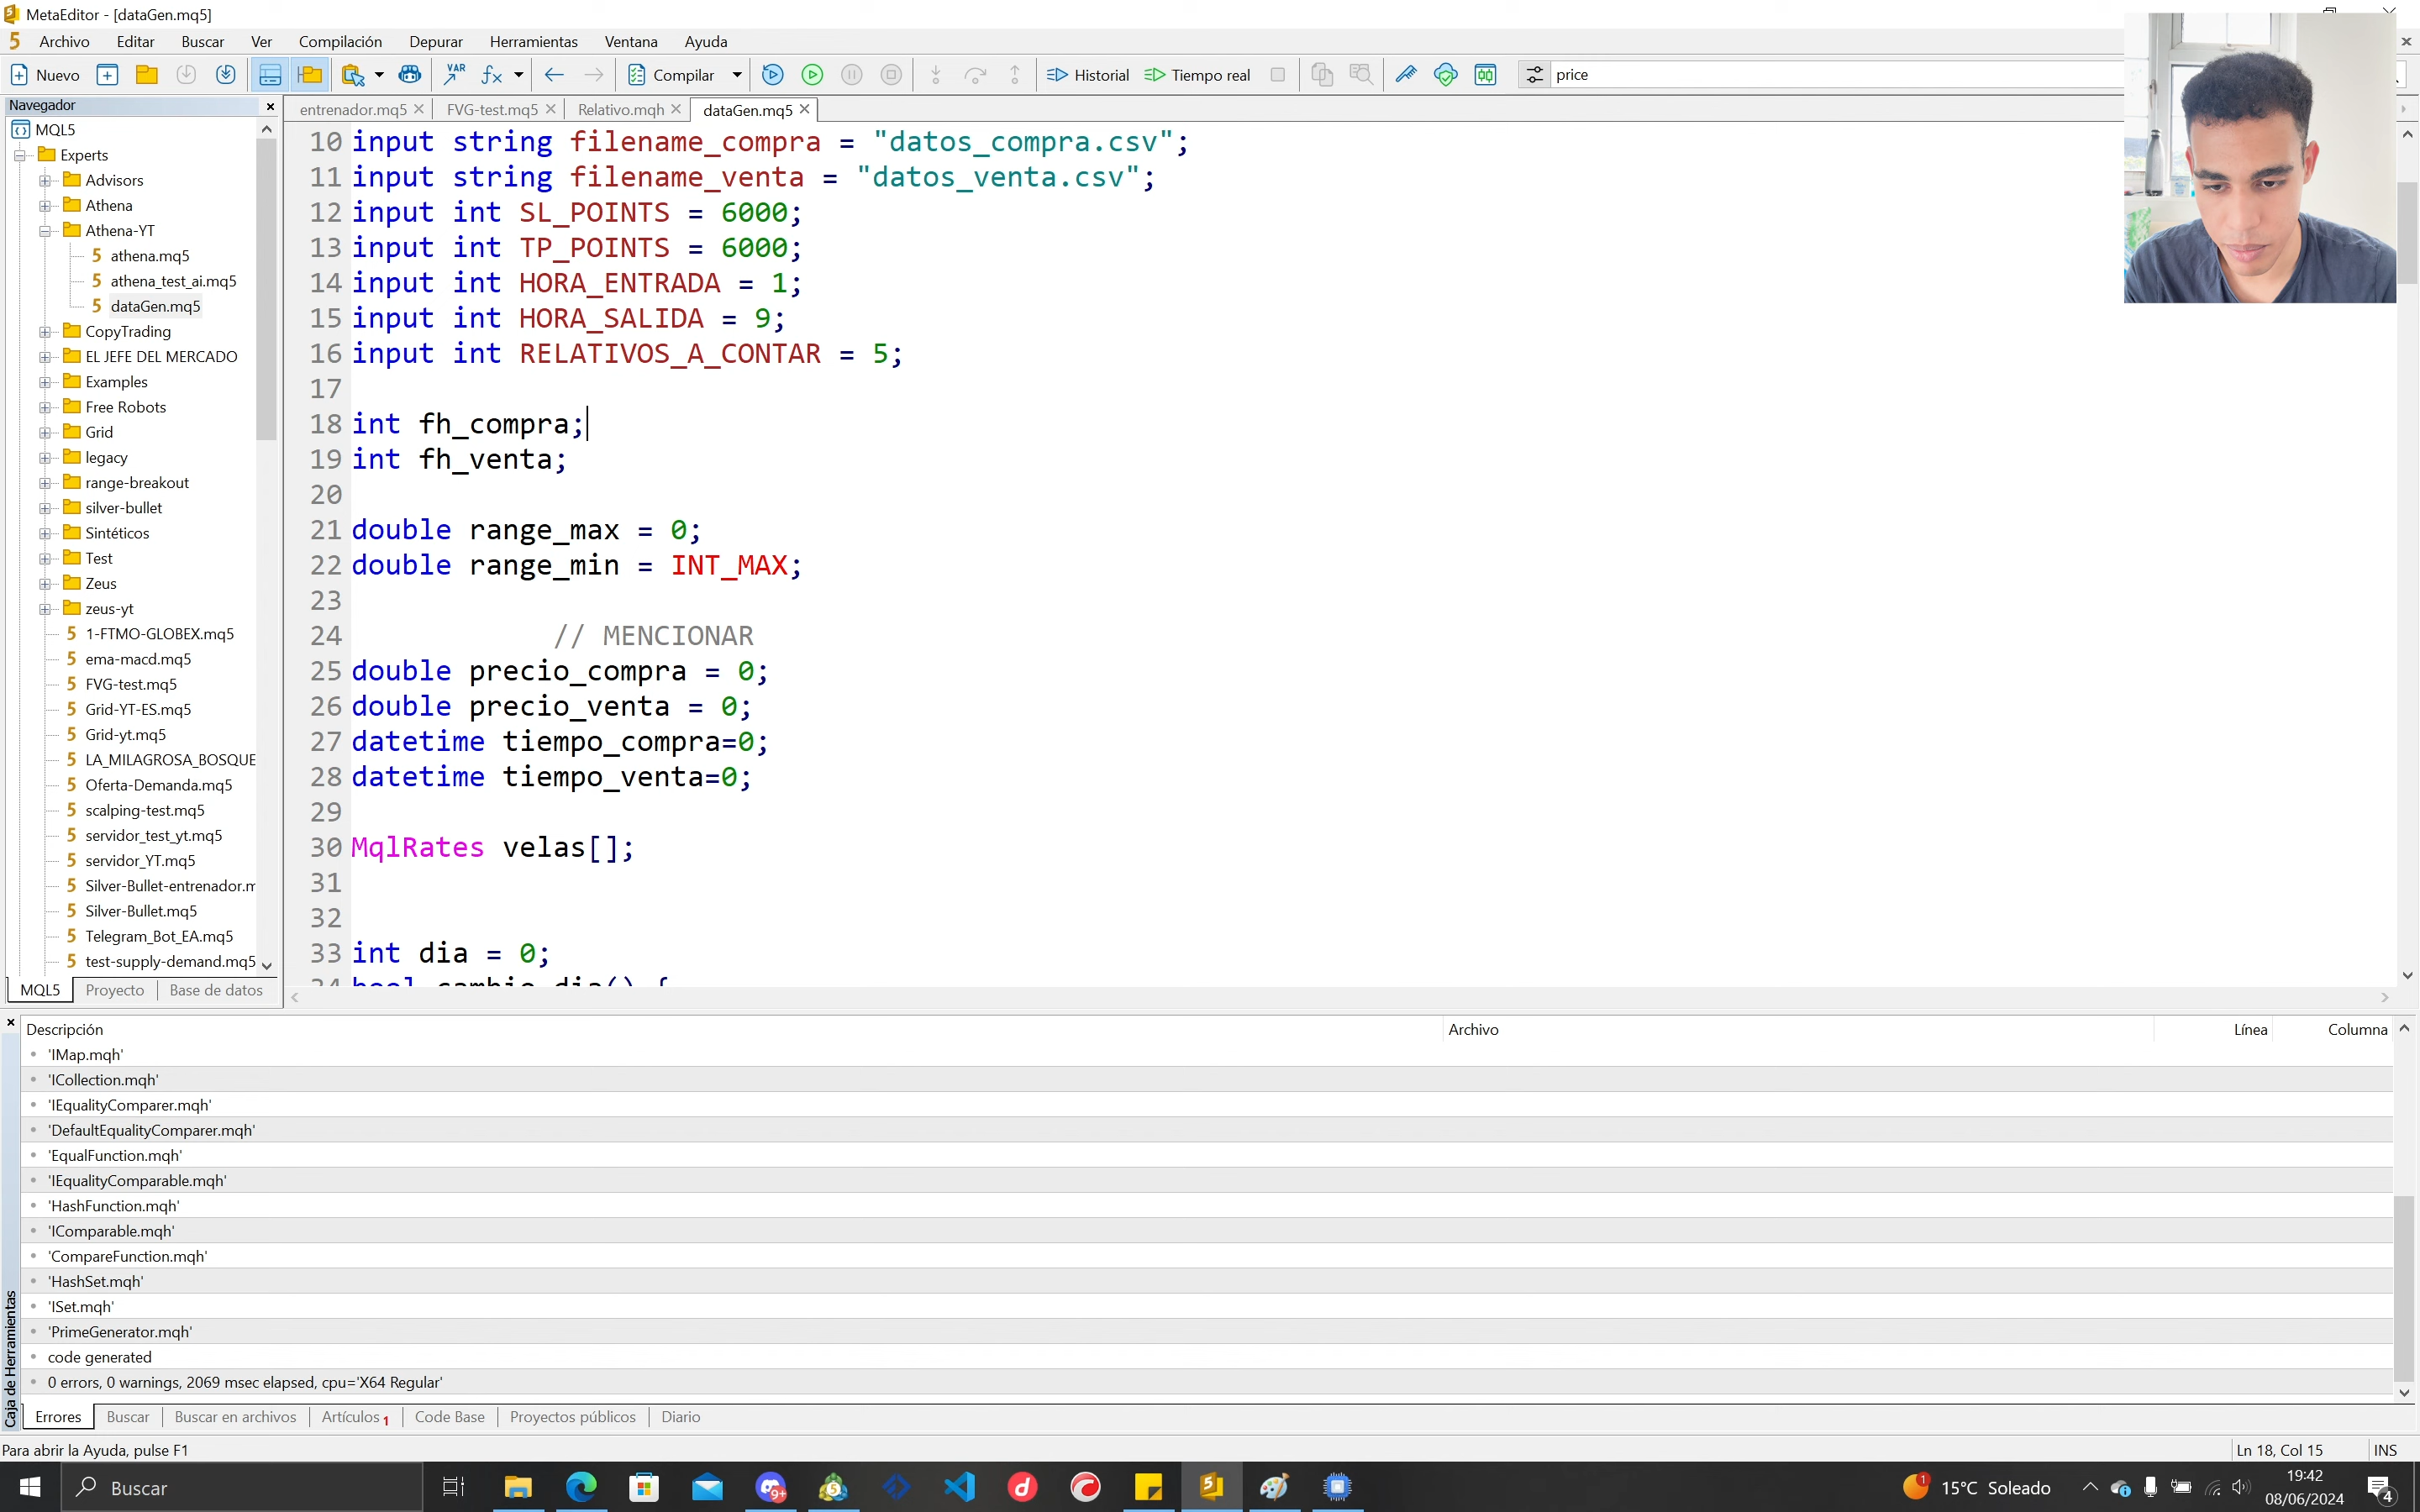 MetaEditor - [dataGen.mq5]
Archivo Editar Buscar Ver Compilación Depurar Herramientas Ventana Ayuda
Nuevo VAR Compilar Historial Tiempo real price
Navegador
MQL5
Experts
Advisors
Athena
Athena-YT
athena.mq5
athena_test_ai.mq5
dataGen.mq5
CopyTrading
EL JEFE DEL MERCADO
Examples
Free Robots
Grid
legacy
range-breakout
silver-bullet
Sintéticos
Test
Zeus
zeus-yt
1-FTMO-GLOBEX.mq5
ema-macd.mq5
FVG-test.mq5
Grid-YT-ES.mq5
Grid-yt.mq5
LA_MILAGROSA_BOSQUE
Oferta-Demanda.mq5
scalping-test.mq5
servidor_test_yt.mq5
servidor_YT.mq5
Silver-Bullet-entrenador.m
Silver-Bullet.mq5
Telegram_Bot_EA.mq5
test-supply-demand.mq5
MQL5 Proyecto Base de datos
entrenador.mq5 FVG-test.mq5 Relativo.mqh dataGen.mq5
10 input string filename_compra = "datos_compra.csv";
11 input string filename_venta = "datos_venta.csv";
12 input int SL_POINTS = 6000;
13 input int TP_POINTS = 6000;
14 input int HORA_ENTRADA = 1;
15 input int HORA_SALIDA = 9;
16 input int RELATIVOS_A_CONTAR = 5;
17
18 int fh_compra;
19 int fh_venta;
20
21 double range_max = 0;
22 double range_min = INT_MAX;
23
24 // MENCIONAR
25 double precio_compra = 0;
26 double precio_venta = 0;
27 datetime tiempo_compra=0;
28 datetime tiempo_venta=0;
29
30 MqlRates velas[];
31
32
33 int dia = 0;
34 bool cambio_dia() {
Descripción Archivo Línea Columna
'IMap.mqh'
'ICollection.mqh'
'IEqualityComparer.mqh'
'DefaultEqualityComparer.mqh'
'EqualFunction.mqh'
'IEqualityComparable.mqh'
'HashFunction.mqh'
'IComparable.mqh'
'CompareFunction.mqh'
'HashSet.mqh'
'ISet.mqh'
'PrimeGenerator.mqh'
code generated
0 errors, 0 warnings, 2069 msec elapsed, cpu='X64 Regular'
Caja de Herramientas
Errores Buscar Buscar en archivos Artículos 1 Code Base Proyectos públicos Diario
Para abrir la Ayuda, pulse F1 Ln 18, Col 15 INS
Buscar 9+ 1 15°C Soleado 19:42
08/06/2024 4